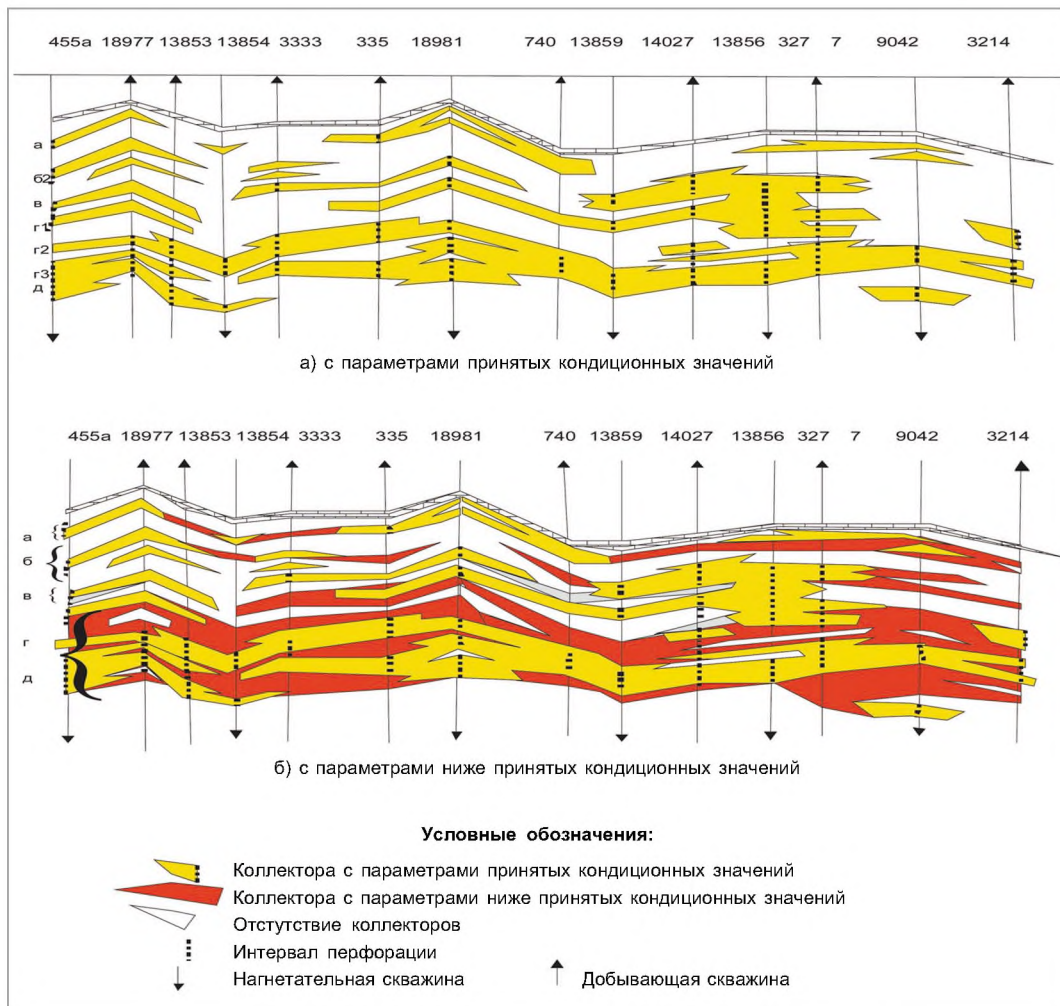 455а 18977 13853 13854 3333 335 18981 740 13859 14027 13856 327 7 9042 3214
а
б2
в
г1
г2
г3
д
а) с параметрами принятых кондиционных значений
455а 18977 13853 13854 3333 335 18981 740 13859 14027 13856 327 7 9042 3214
а
б
в
г
д
б) с параметрами ниже принятых кондиционных значений
Условные обозначения:
Коллектора с параметрами принятых кондиционных значений
Коллектора с параметрами ниже принятых кондиционных значений
Отстутствие коллекторов
Интервал перфорации
Нагнетательная скважина Добывающая скважина